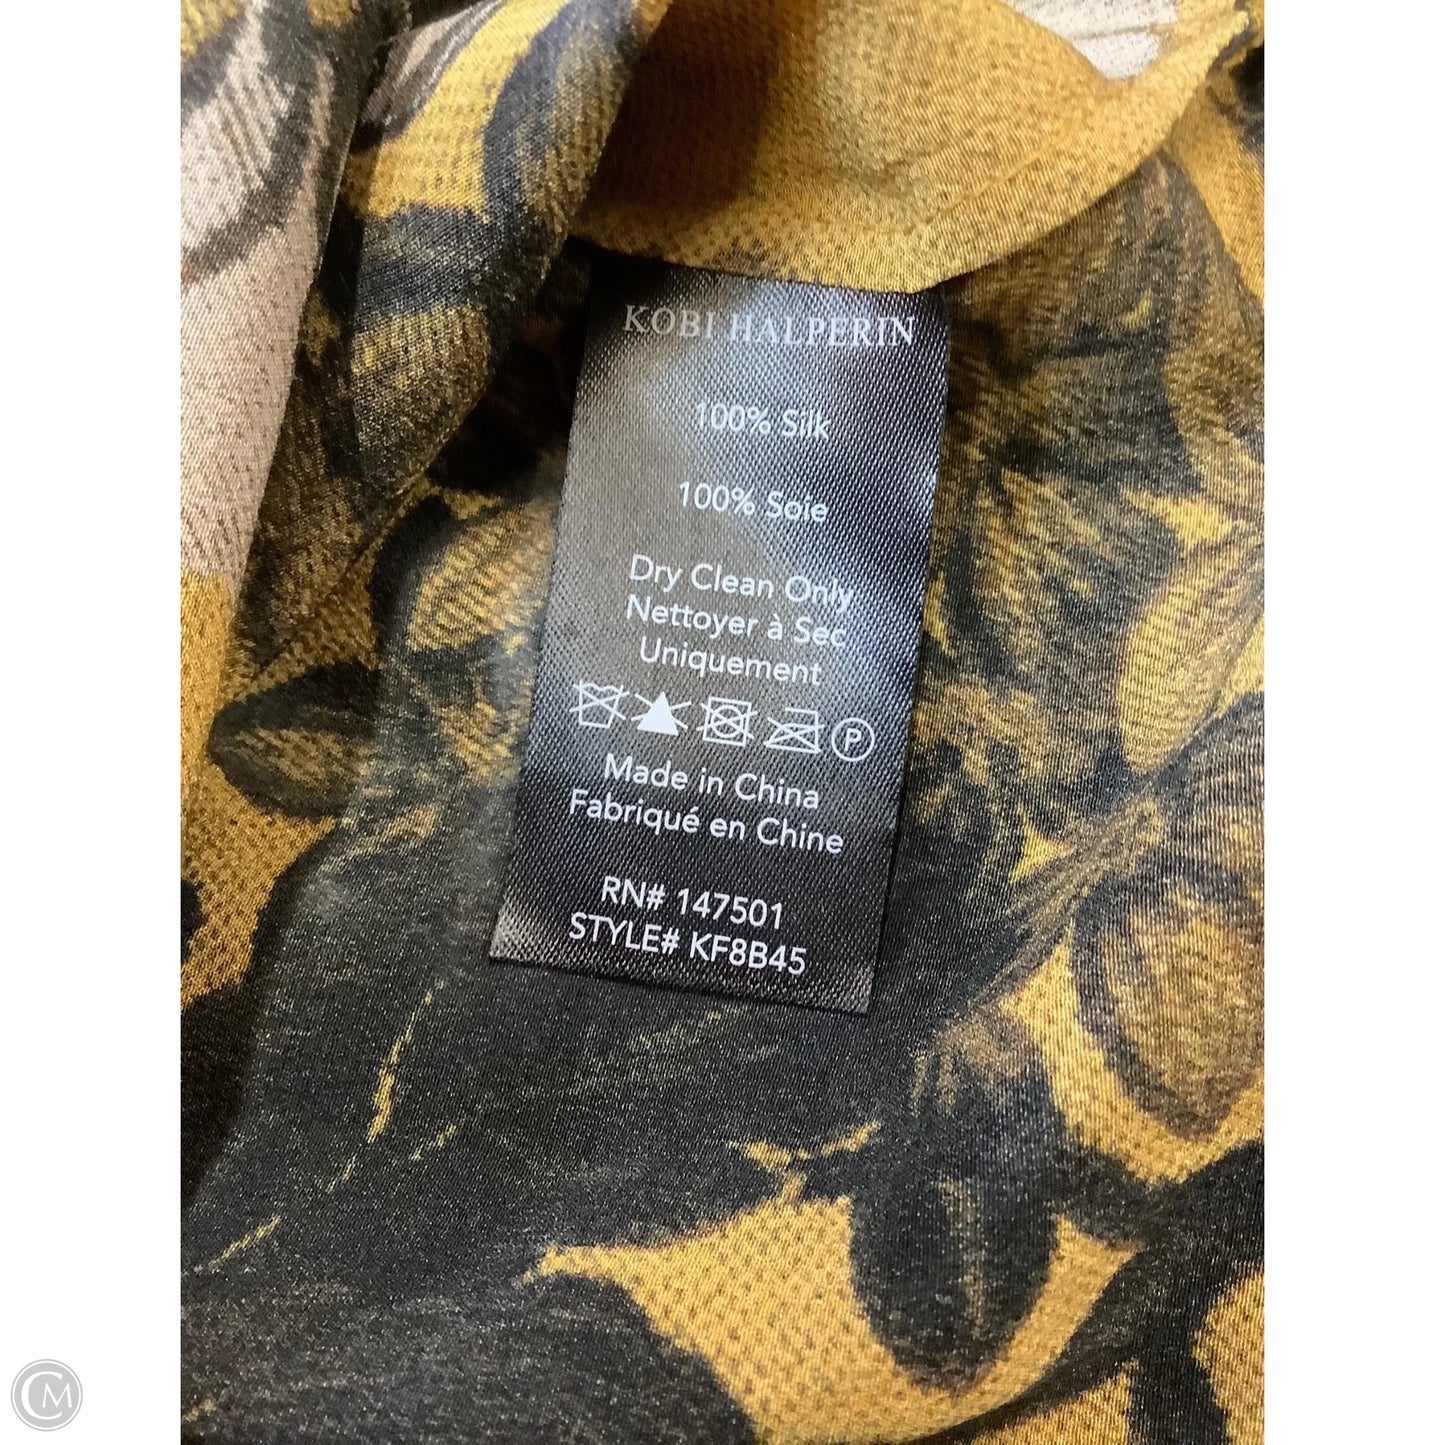 KOBI HALPERIN
100% Silk
100% Soie
Dry Clean Only
Nettoyer à Sec
Uniquement
P
Made in China
Fabriqué en Chine
RN# 147501
STYLE# KF8B45
CM